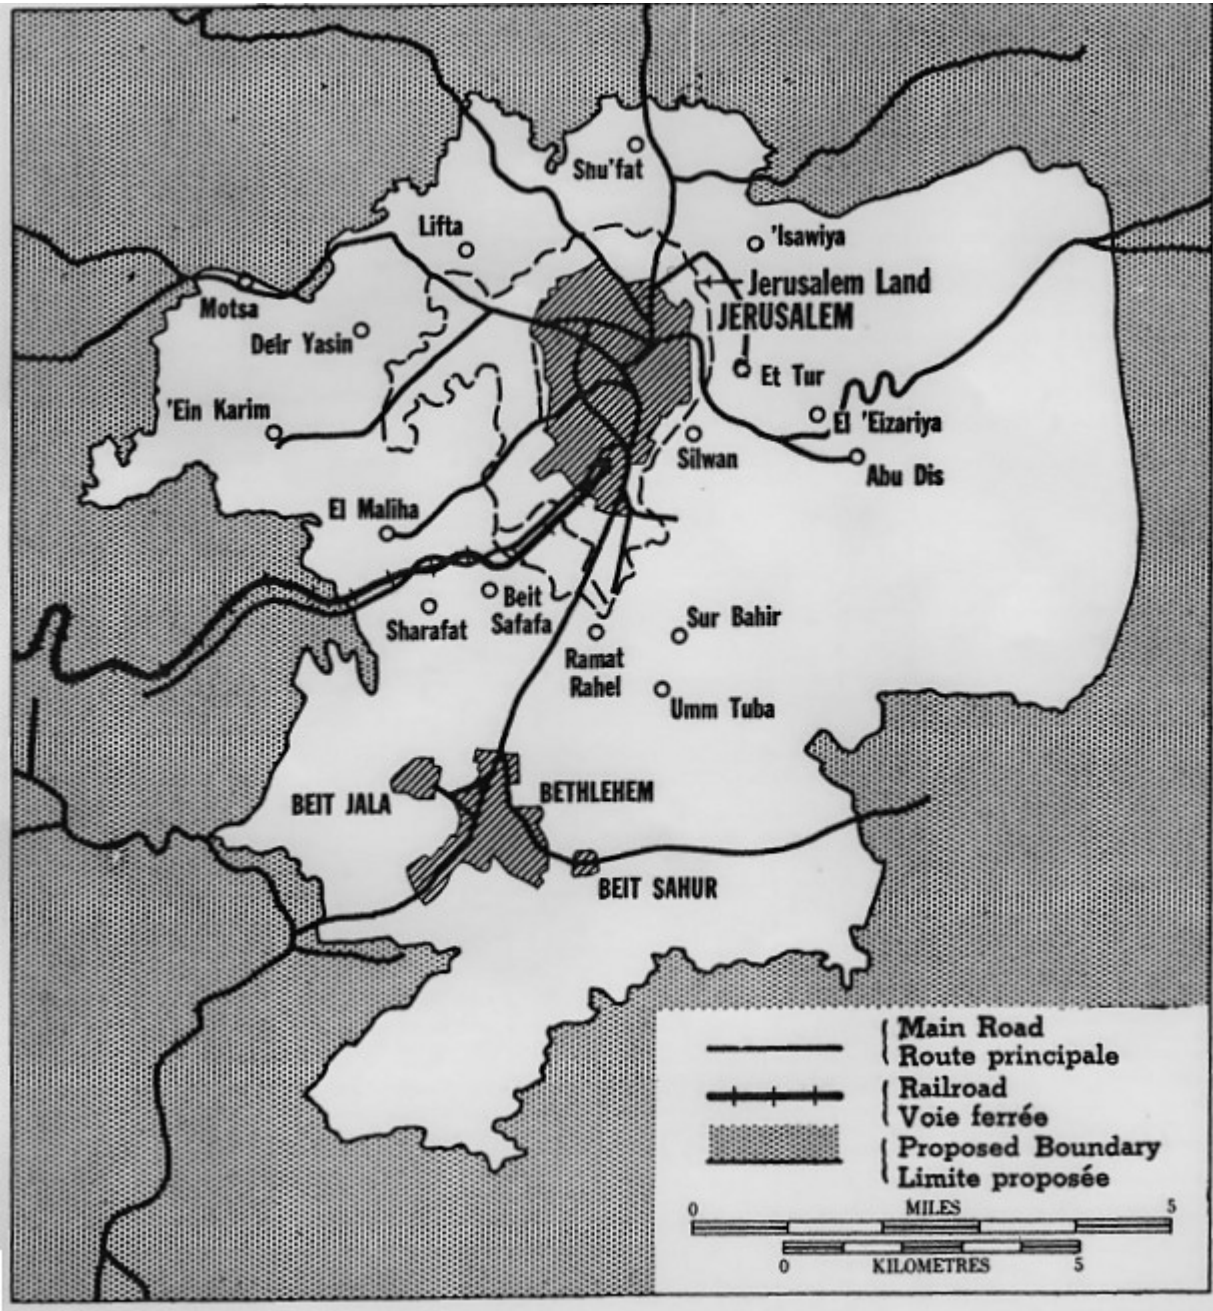 Shu'fat
Lifta
'Isawiya
Jerusalem Land
JERUSALEM
Motsa
Deir Yasin
Et Tur
'Ein Karim
El 'Eizariya
Silwan
Abu Dis
El Maliha
Beit
Safafa
Sharafat
Sur Bahir
Ramat
Rahel
Umm Tuba
BETHLEHEM
BEIT JALA
BEIT SAHUR
Main Road
Route principale
Railroad
Voie ferrée
Proposed Boundary
Limite proposée
0 MILES 5
0 KILOMETRES 5